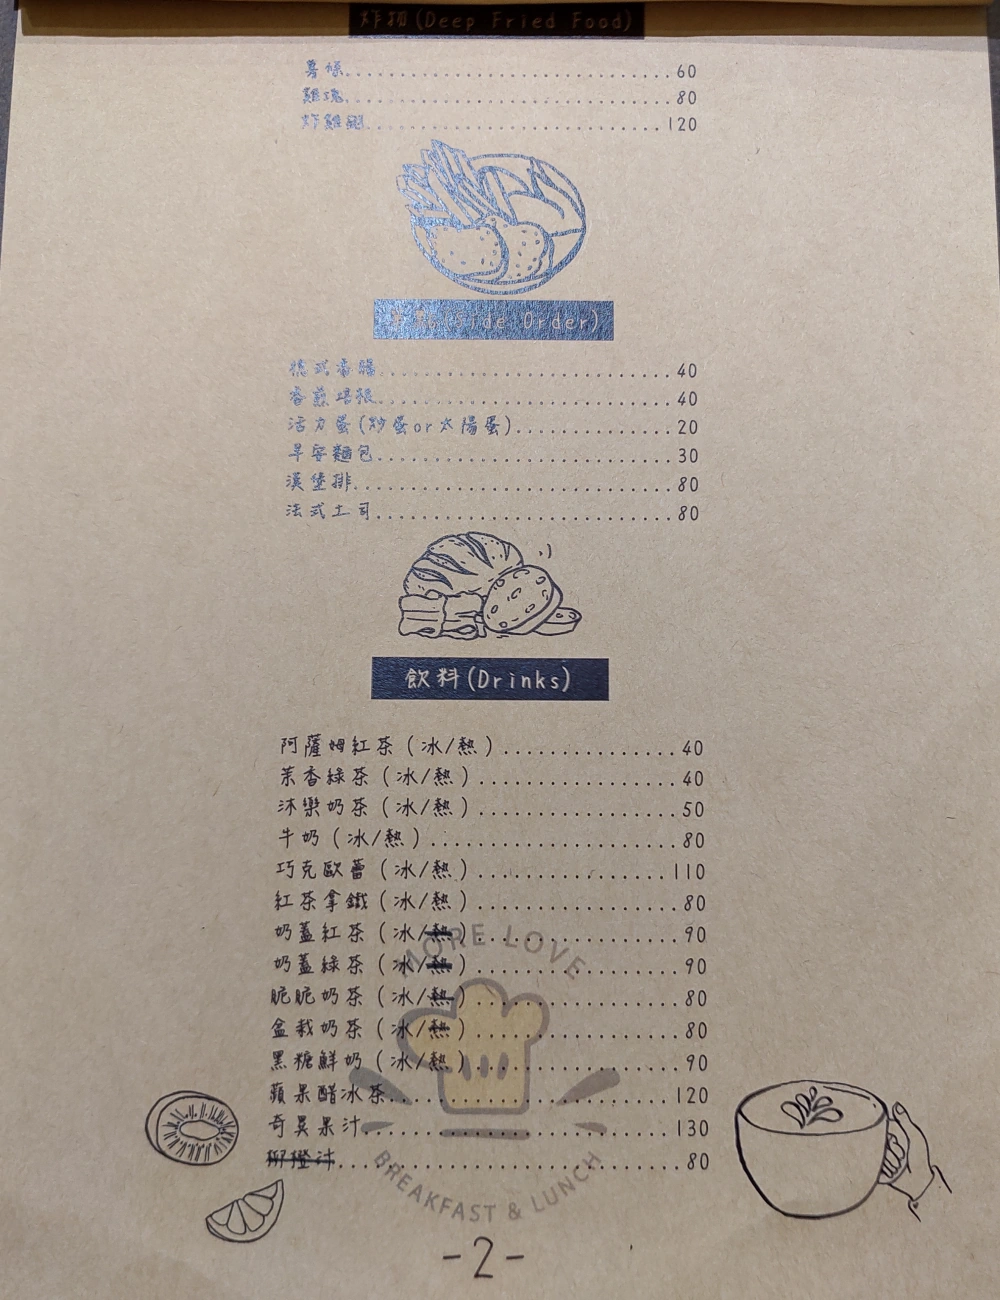 炸物(Deep Fried Food)
薯條..............................60
雞塊..............................80
炸雞翅............................120
單點(Side Order)
德式香腸...........................40
香煎培根...........................40
活力蛋(炒蛋or太陽蛋)...............20
早安麵包...........................30
漢堡排.............................80
法式土司...........................80
飲料(Drinks)
阿薩姆紅茶(冰/熱)................40
茉香綠茶(冰/熱)..................40
沐樂奶茶(冰/熱)..................50
牛奶(冰/熱)......................80
巧克歐蕾(冰/熱)..................110
紅茶拿鐵(冰/熱)..................80
奶蓋紅茶(冰/熱)..................90
奶蓋綠茶(冰/熱)..................90
脆脆奶茶(冰/熱)..................80
盆栽奶茶(冰/熱)..................80
黑糖鮮奶(冰/熱)..................90
蘋果醋冰茶.........................120
奇異果汁...........................130
柳橙汁.............................80
MORE LOVE
BREAKFAST & LUNCH
-2-